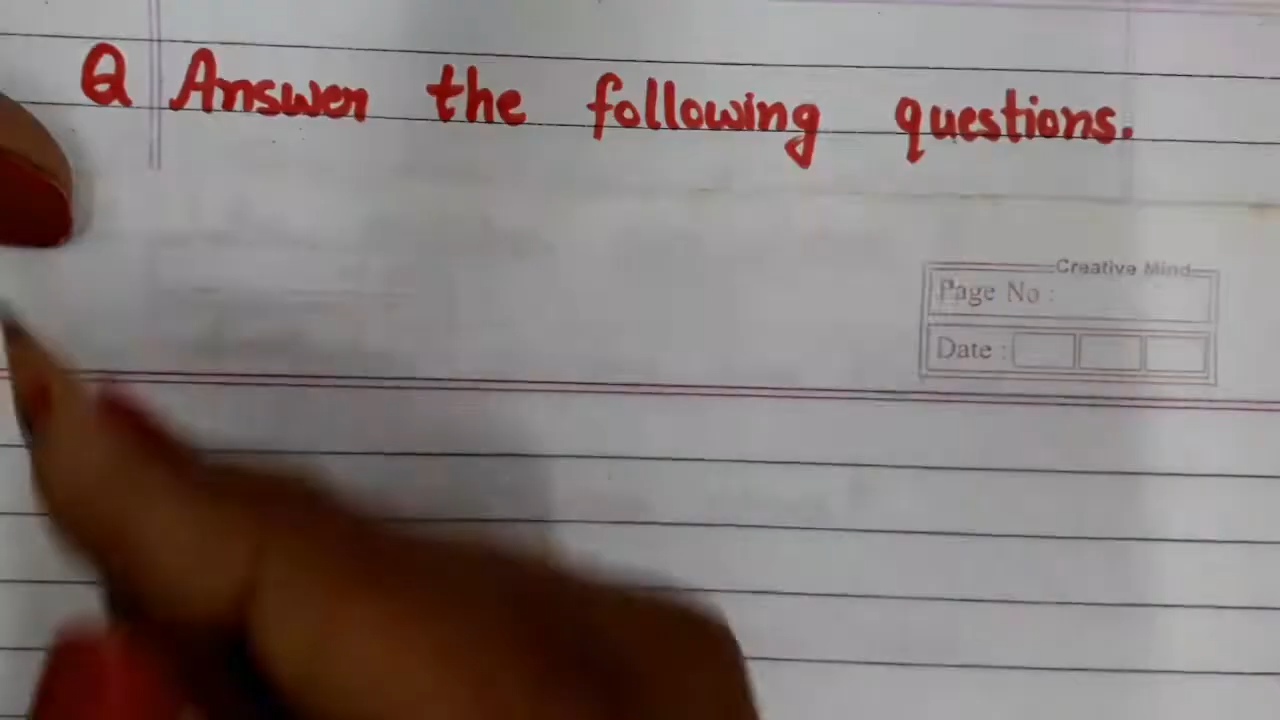 Q Answer the following questions.
Creative Mind
Page No :
Date :